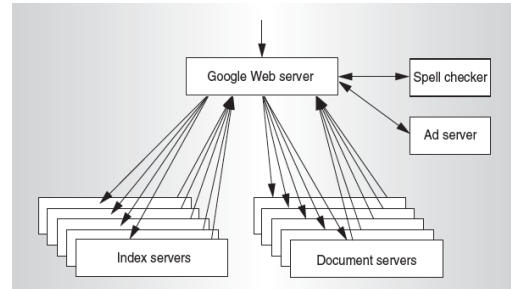 Google Web server
Spell checker
Ad server
Index servers
Document servers